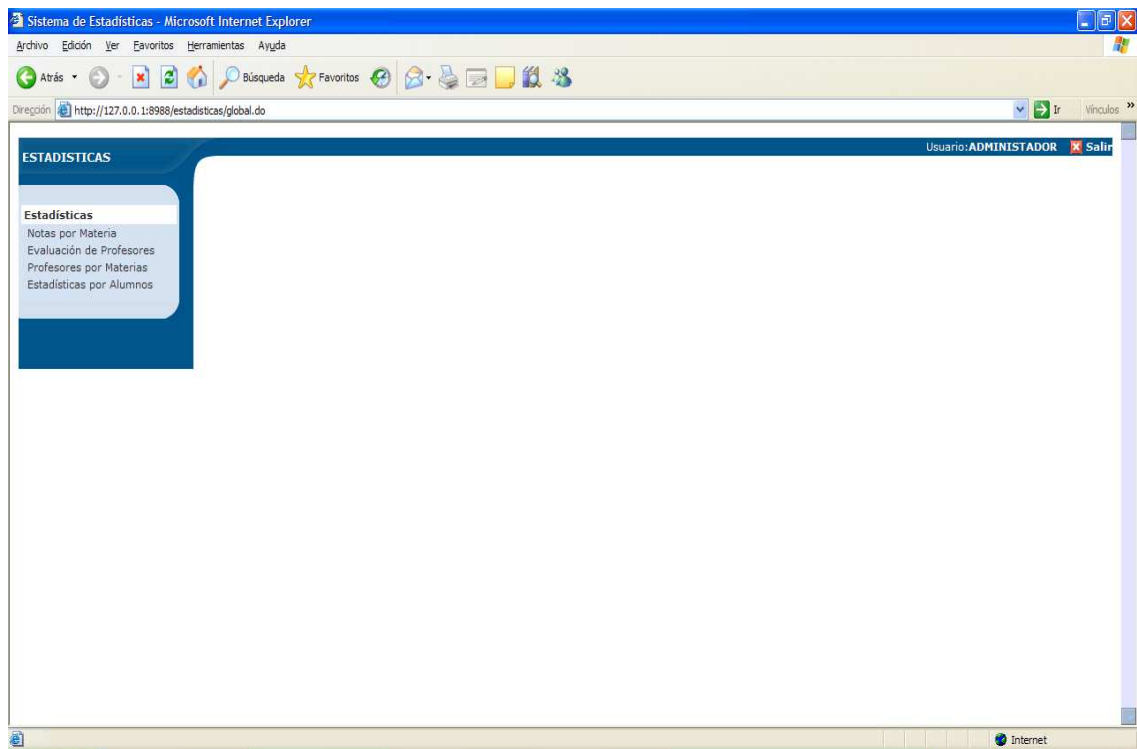 Sistema de Estadísticas - Microsoft Internet Explorer
Archivo Edición Ver Favoritos Herramientas Ayuda
Atrás Búsqueda Favoritos
Dirección http://127.0.0.1:8988/estadisticas/global.do Ir Vínculos »
ESTADISTICAS
Usuario:ADMINISTADOR Salir
Estadísticas
Notas por Materia
Evaluación de Profesores
Profesores por Materias
Estadísticas por Alumnos
Internet